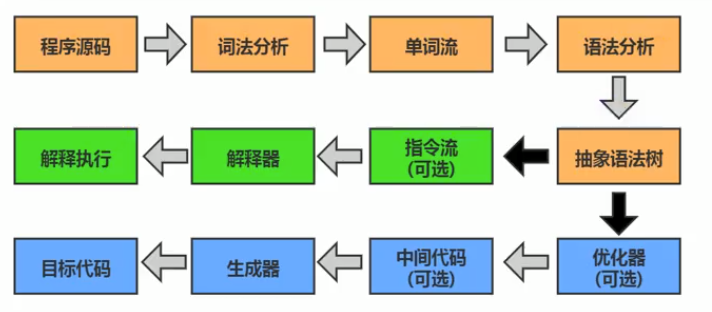 程序源码
词法分析
单词流
语法分析
解释执行
解释器
指令流
(可选)
抽象语法树
目标代码
生成器
中间代码
(可选)
优化器
(可选)